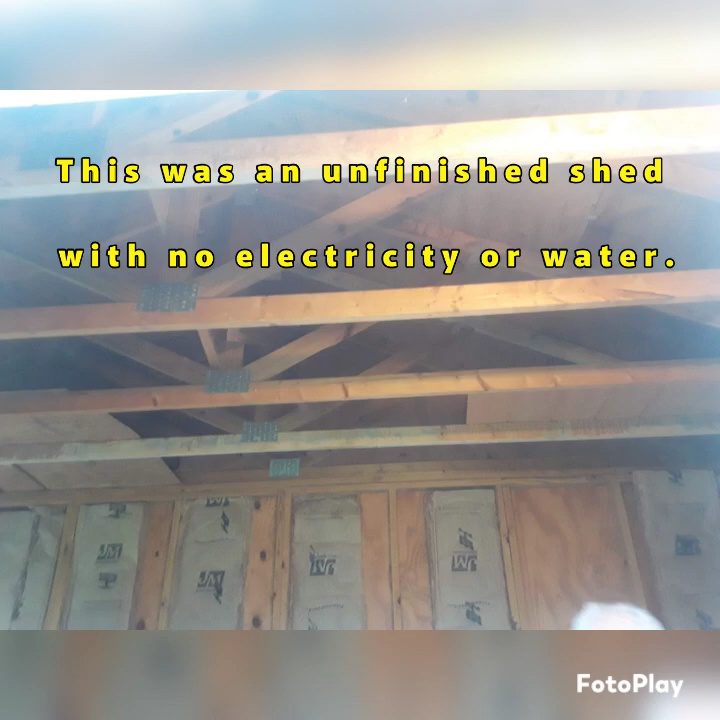 This was an unfinished shed
with no electricity or water.
FotoPlay